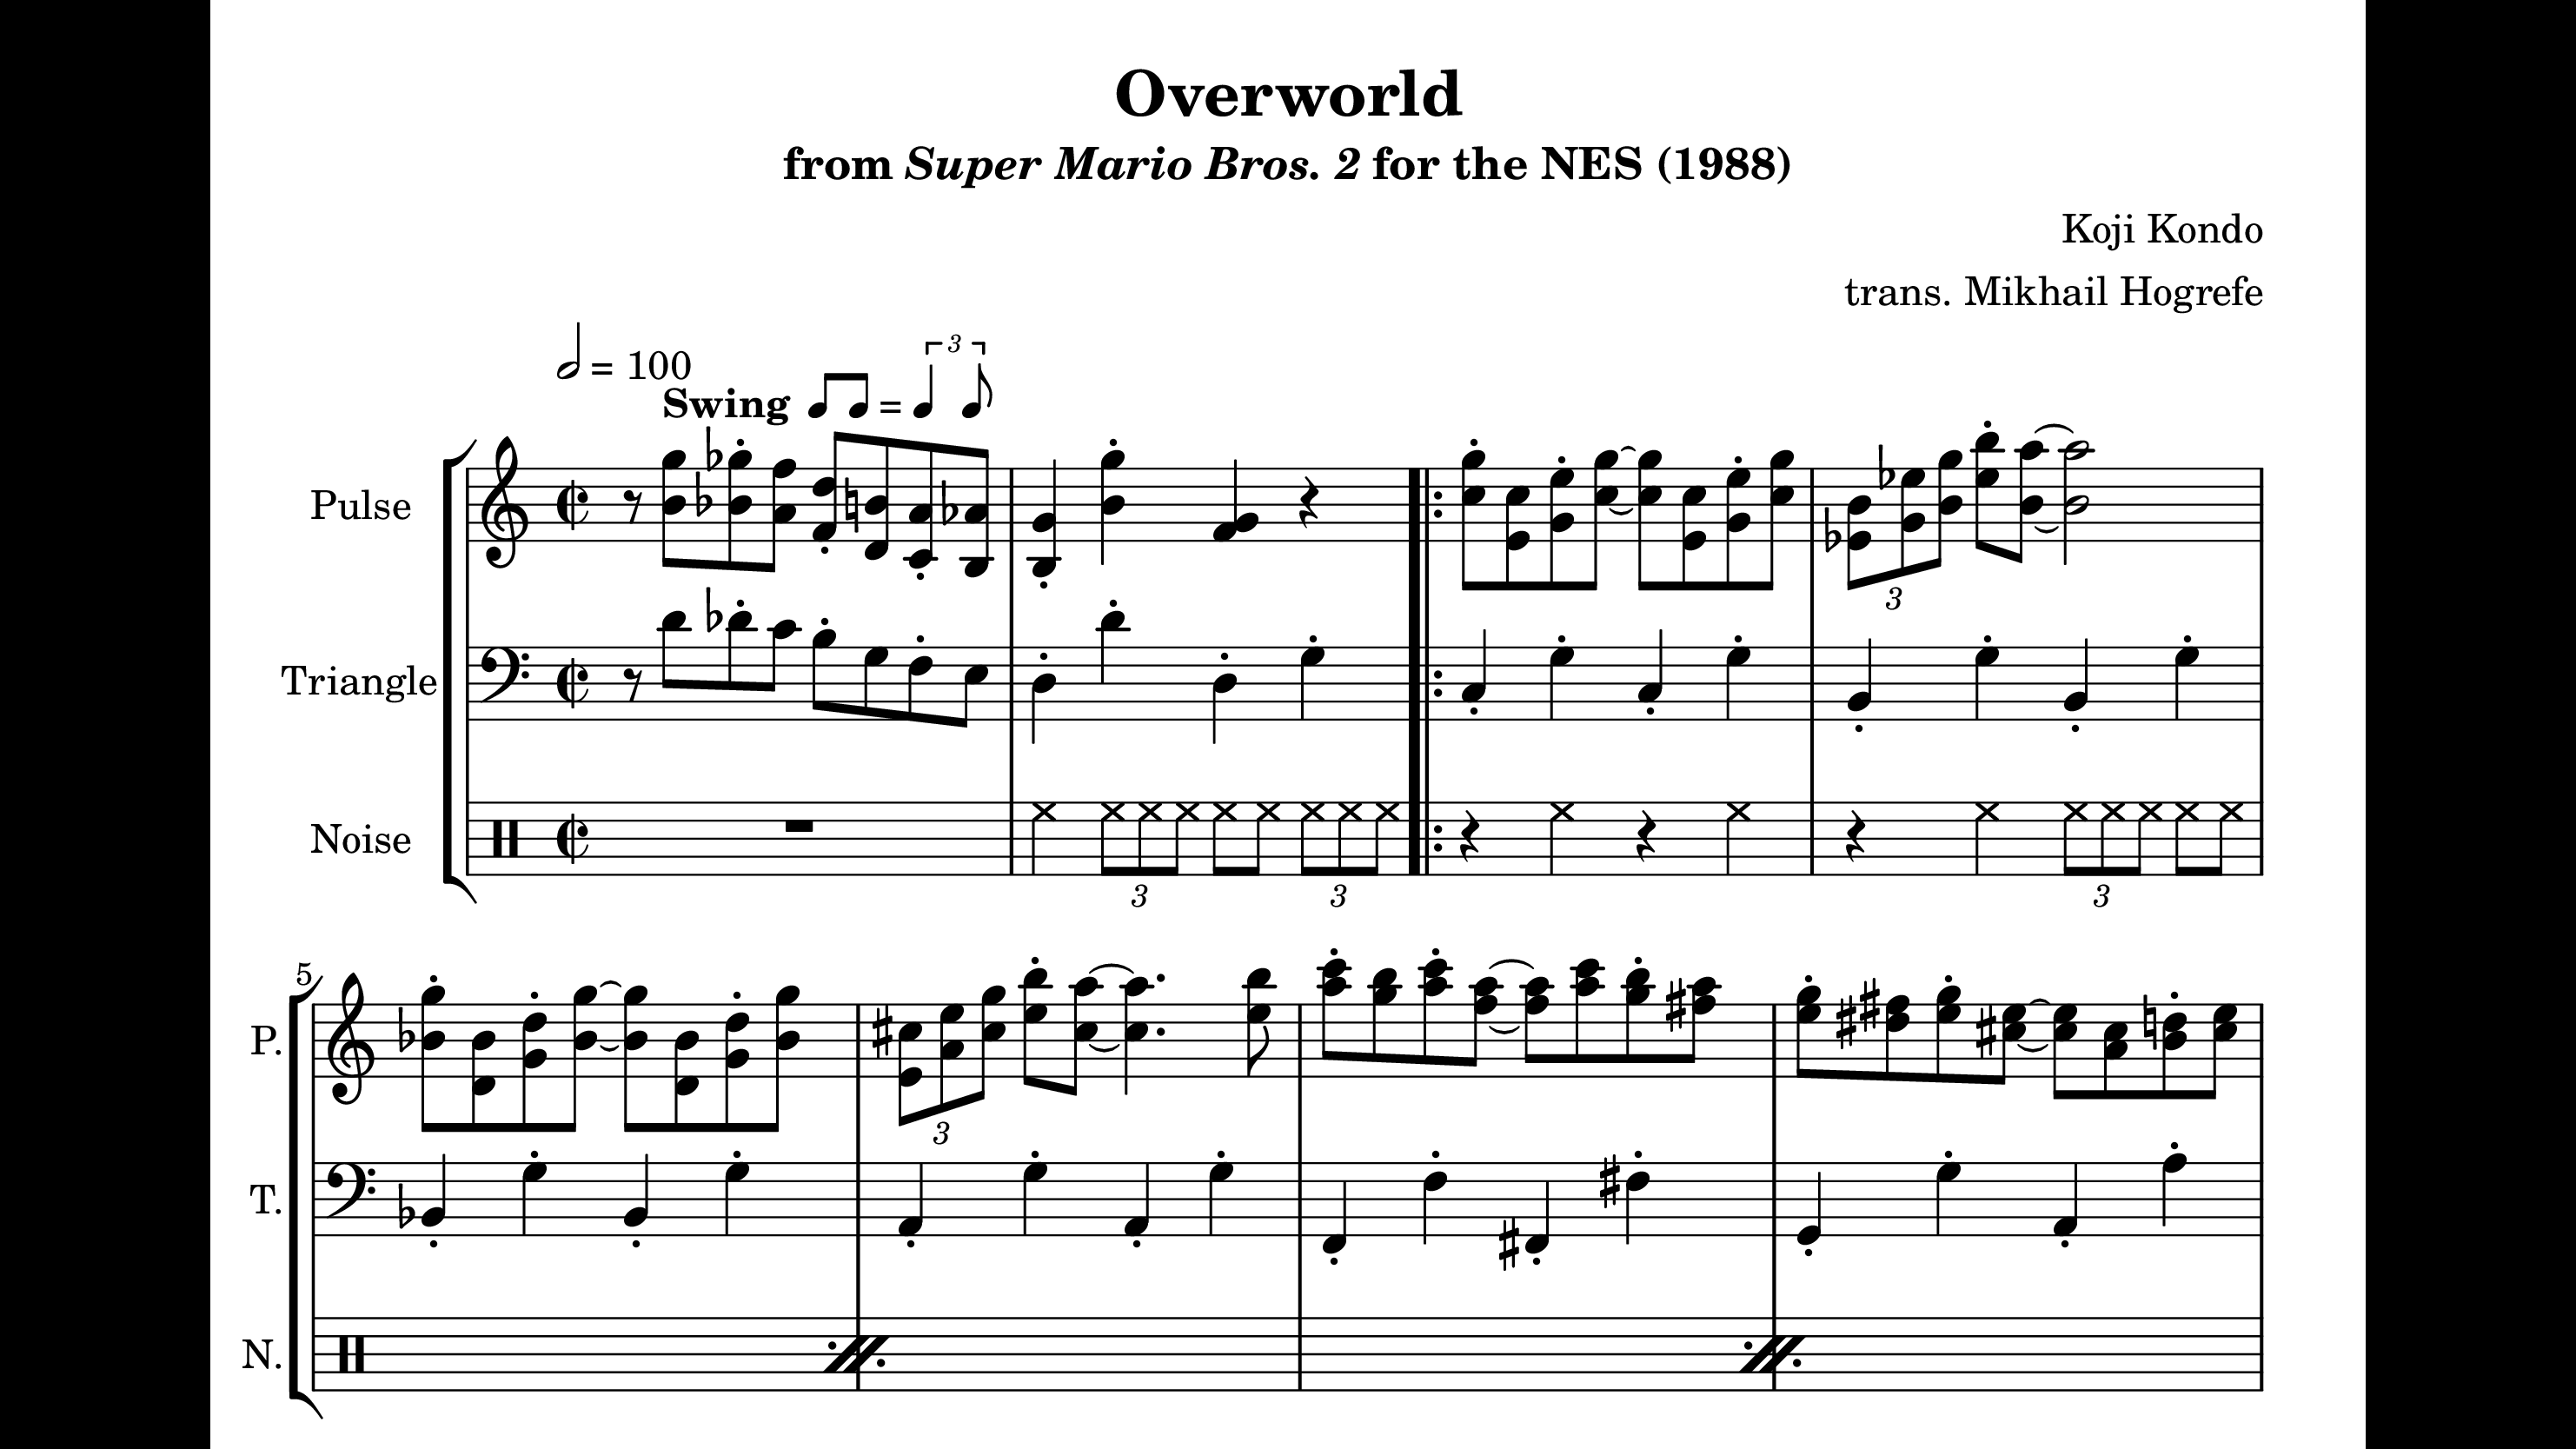 Overworld
from Super Mario Bros. 2 for the NES (1988)
Koji Kondo
trans. Mikhail Hogrefe
= 100
3
Swing =
Pulse
3
Triangle
Noise
3 3 3
5
P.
3
T.
N.